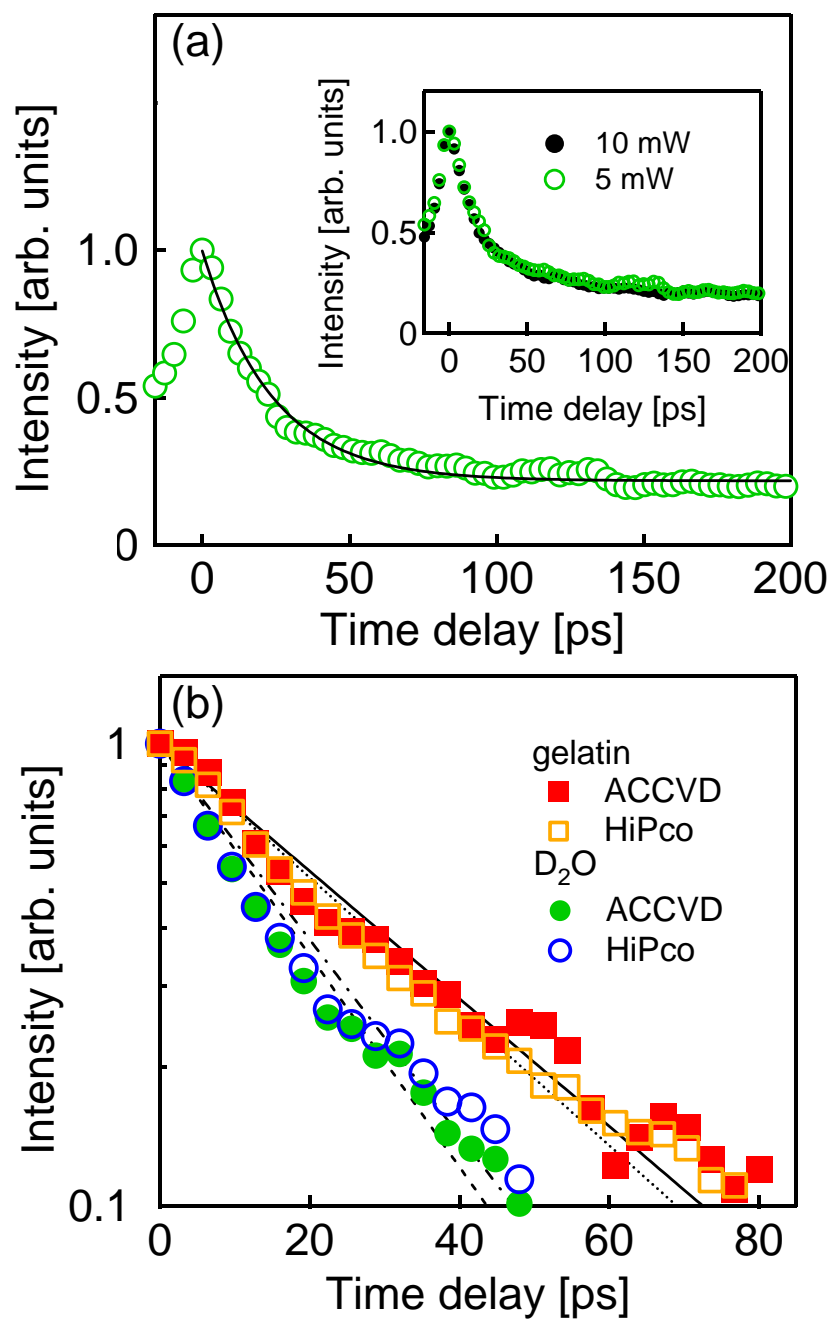 (a)
Intensity [arb. units]
1.0
0.5
0
0
50
100
150
200
Time delay [ps]
Intensity [arb. units]
1.0
0.5
0
10 mW
5 mW
0
50
100
150
200
Time delay [ps]
(b)
Intensity [arb. units]
1
0.1
gelatin
ACCVD
HiPco
D₂O
ACCVD
HiPco
0
20
40
60
80
Time delay [ps]